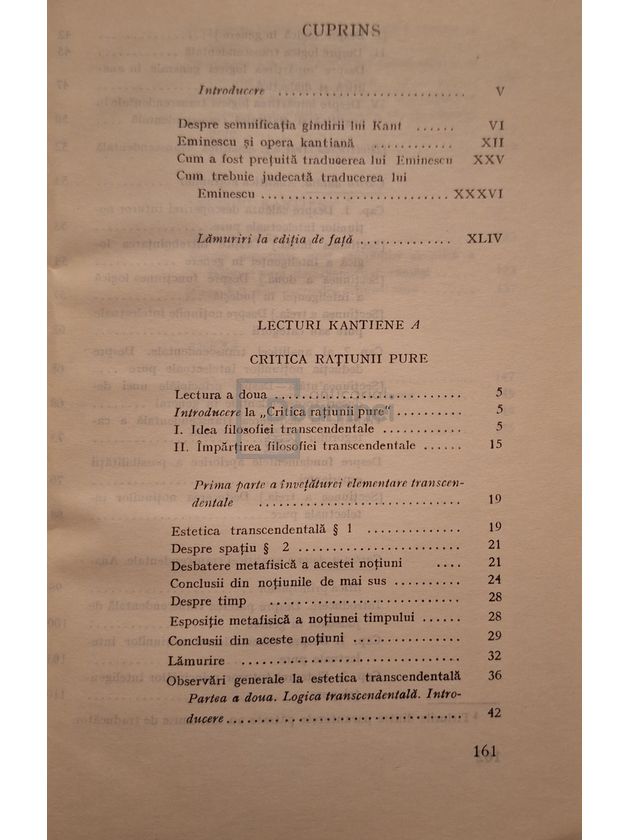 CUPRINS
Introducere ............................ V
Despre semnificația gîndirii lui Kant ...... VI
Eminescu și opera kantiană ............ XII
Cum a fost prețuită traducerea lui Eminescu XXV
Cum trebuie judecată traducerea lui
Eminescu ............................ XXXVI
Lămuriri la ediția de față .............. XLIV
LECTURI KANTIENE A
CRITICA RAȚIUNII PURE
Lectura a doua ............................ 5
Introducere la „Critica rațiunii pure“ .......... 5
I. Idea filosofiei transcendentale ............ 5
II. Împărțirea filosofiei transcendentale ...... 15
Prima parte a învețăturei elementare transcen-
dentale .............................. 19
Estetica transcendentală § 1 .............. 19
Despre spațiu § 2 ........................ 21
Desbatere metafisică a acestei noțiuni .... 21
Conclusii din noțiunile de mai sus .......... 24
Despre timp ............................ 28
Espoziție metafisică a noțiunei timpului ...... 28
Conclusii din aceste noțiuni ................ 29
Lămurire ................................ 32
Observări generale la estetica transcendentală 36
Partea a doua. Logica transcendentală. Intro-
ducere .................................. 42
161